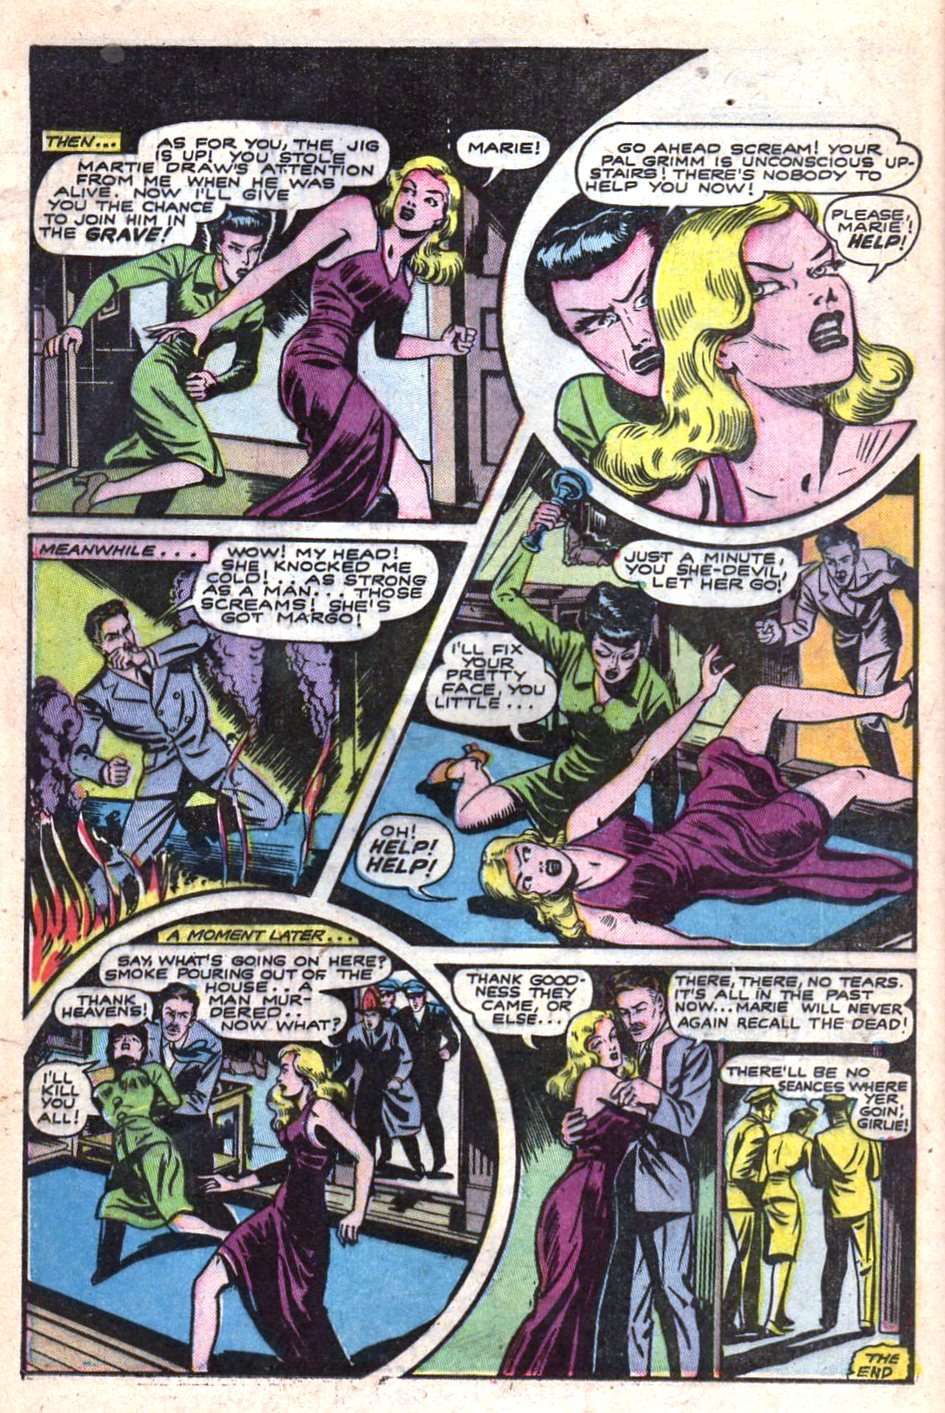 THEN...
AS FOR YOU, THE JIG
IS UP! YOU STOLE
MARTIE DRAW'S ATTENTION
FROM ME WHEN HE WAS
ALIVE. NOW I'LL GIVE
YOU THE CHANCE
TO JOIN HIM IN
THE GRAVE!
MARIE!
GO AHEAD SCREAM! YOUR
PAL GRIMM IS UNCONSCIOUS UP-
STAIRS! THERE'S NOBODY TO
HELP YOU NOW!
PLEASE,
MARIE!
HELP!
MEANWHILE...
WOW! MY HEAD!
SHE KNOCKED ME
COLD!.. AS STRONG
AS A MAN... THOSE
SCREAMS! SHE'S
GOT MARGO!
JUST A MINUTE,
YOU SHE-DEVIL,
LET HER GO!
I'LL FIX
YOUR
PRETTY
FACE, YOU
LITTLE...
OH!
HELP!
HELP!
A MOMENT LATER...
SAY, WHAT'S GOING ON HERE?
SMOKE POURING OUT OF THE
HOUSE.. A
MAN MUR-
DERED..
NOW WHAT?
THANK
HEAVENS!
I'LL
KILL
YOU
ALL!
THANK GOOD-
NESS THEY
CAME, OR
ELSE...
THERE, THERE, NO TEARS.
IT'S ALL IN THE PAST
NOW... MARIE WILL NEVER
AGAIN RECALL THE DEAD!
THERE'LL BE NO
SEANCES WHERE
YER
GOIN',
GIRLIE!
THE
END